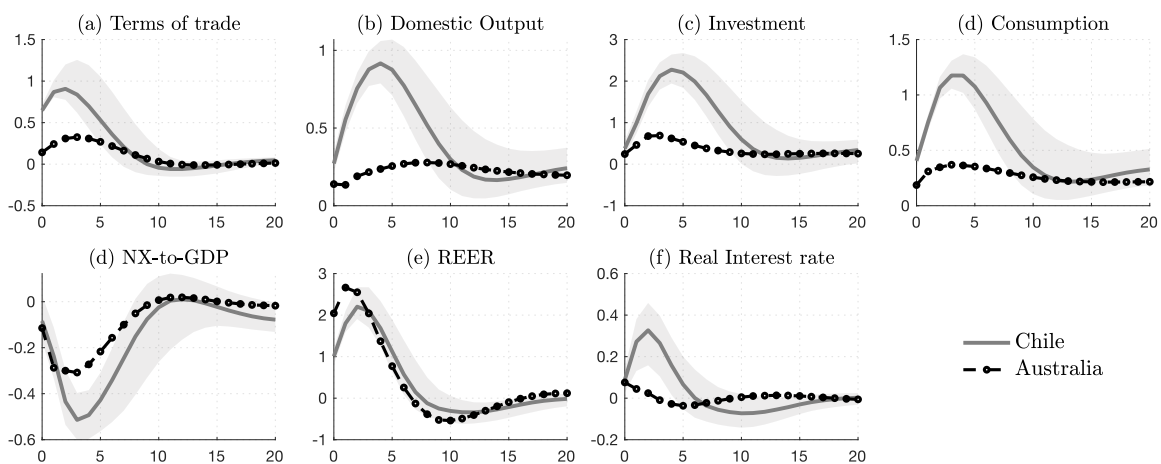 (a) Terms of trade
(b) Domestic Output
(c) Investment
(d) Consumption
1.5
1
0.5
0
-0.5
0 5 10 15 20
1
0.5
0
0 5 10 15 20
3
2
1
0
-1
0 5 10 15 20
1.5
1
0.5
0
0 5 10 15 20
(d) NX-to-GDP
(e) REER
(f) Real Interest rate
0
-0.2
-0.4
-0.6
0 5 10 15 20
3
2
1
0
-1
0 5 10 15 20
0.6
0.4
0.2
0
-0.2
0 5 10 15 20
Chile
Australia